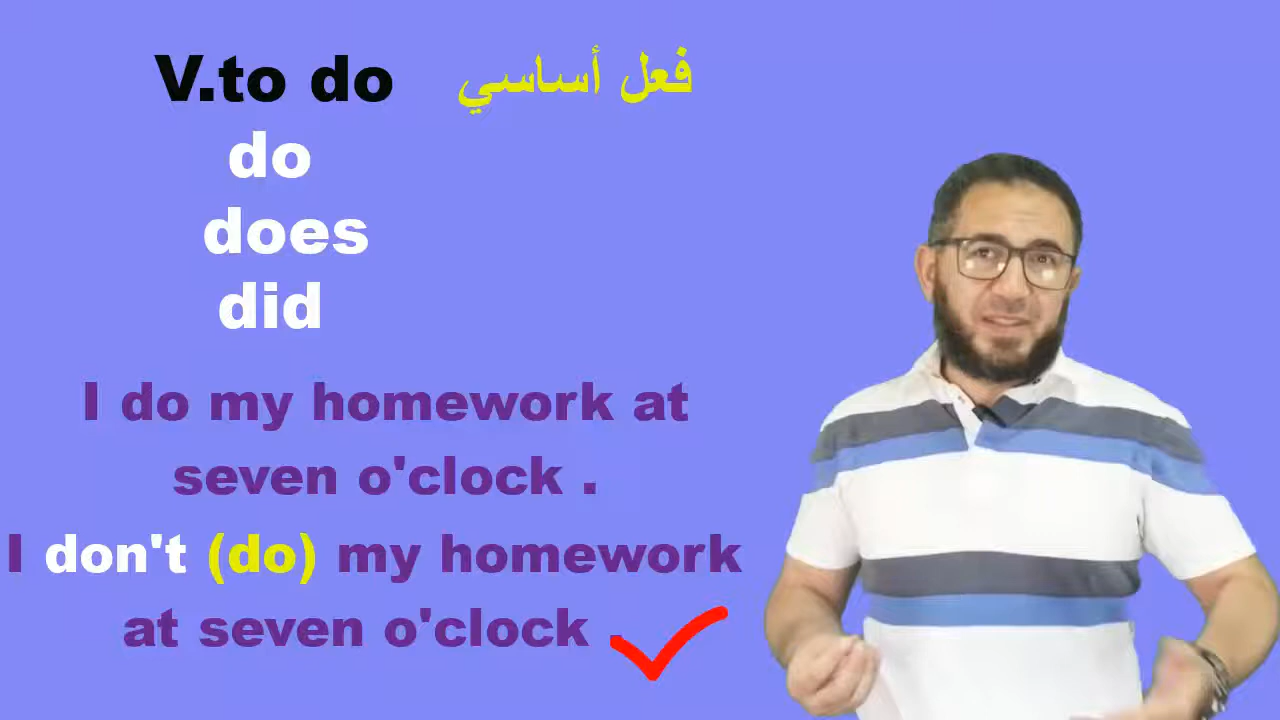 V.to do فعل أساسي
do
does
did
I do my homework at
seven o'clock .
I don't (do) my homework
at seven o'clock